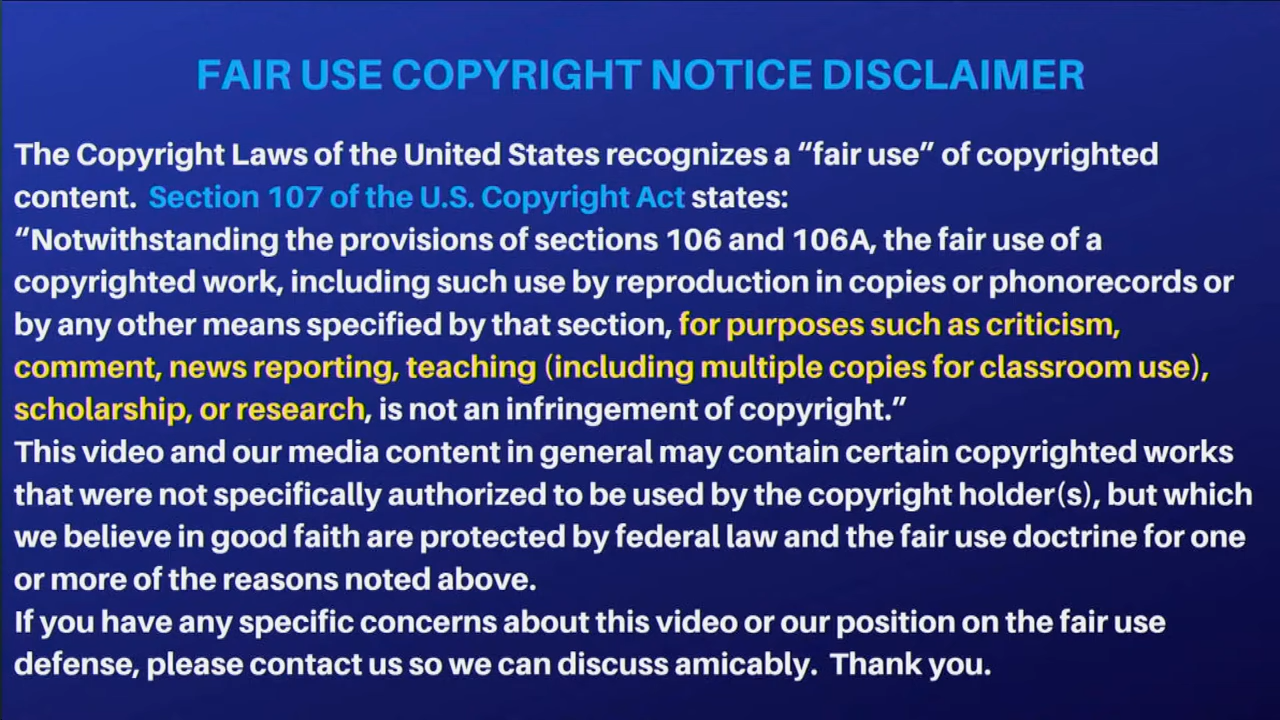 FAIR USE COPYRIGHT NOTICE DISCLAIMER
The Copyright Laws of the United States recognizes a “fair use” of copyrighted
content.  Section 107 of the U.S. Copyright Act states:
“Notwithstanding the provisions of sections 106 and 106A, the fair use of a
copyrighted work, including such use by reproduction in copies or phonorecords or
by any other means specified by that section, for purposes such as criticism,
comment, news reporting, teaching (including multiple copies for classroom use),
scholarship, or research, is not an infringement of copyright.”
This video and our media content in general may contain certain copyrighted works
that were not specifically authorized to be used by the copyright holder(s), but which
we believe in good faith are protected by federal law and the fair use doctrine for one
or more of the reasons noted above.
If you have any specific concerns about this video or our position on the fair use
defense, please contact us so we can discuss amicably.  Thank you.